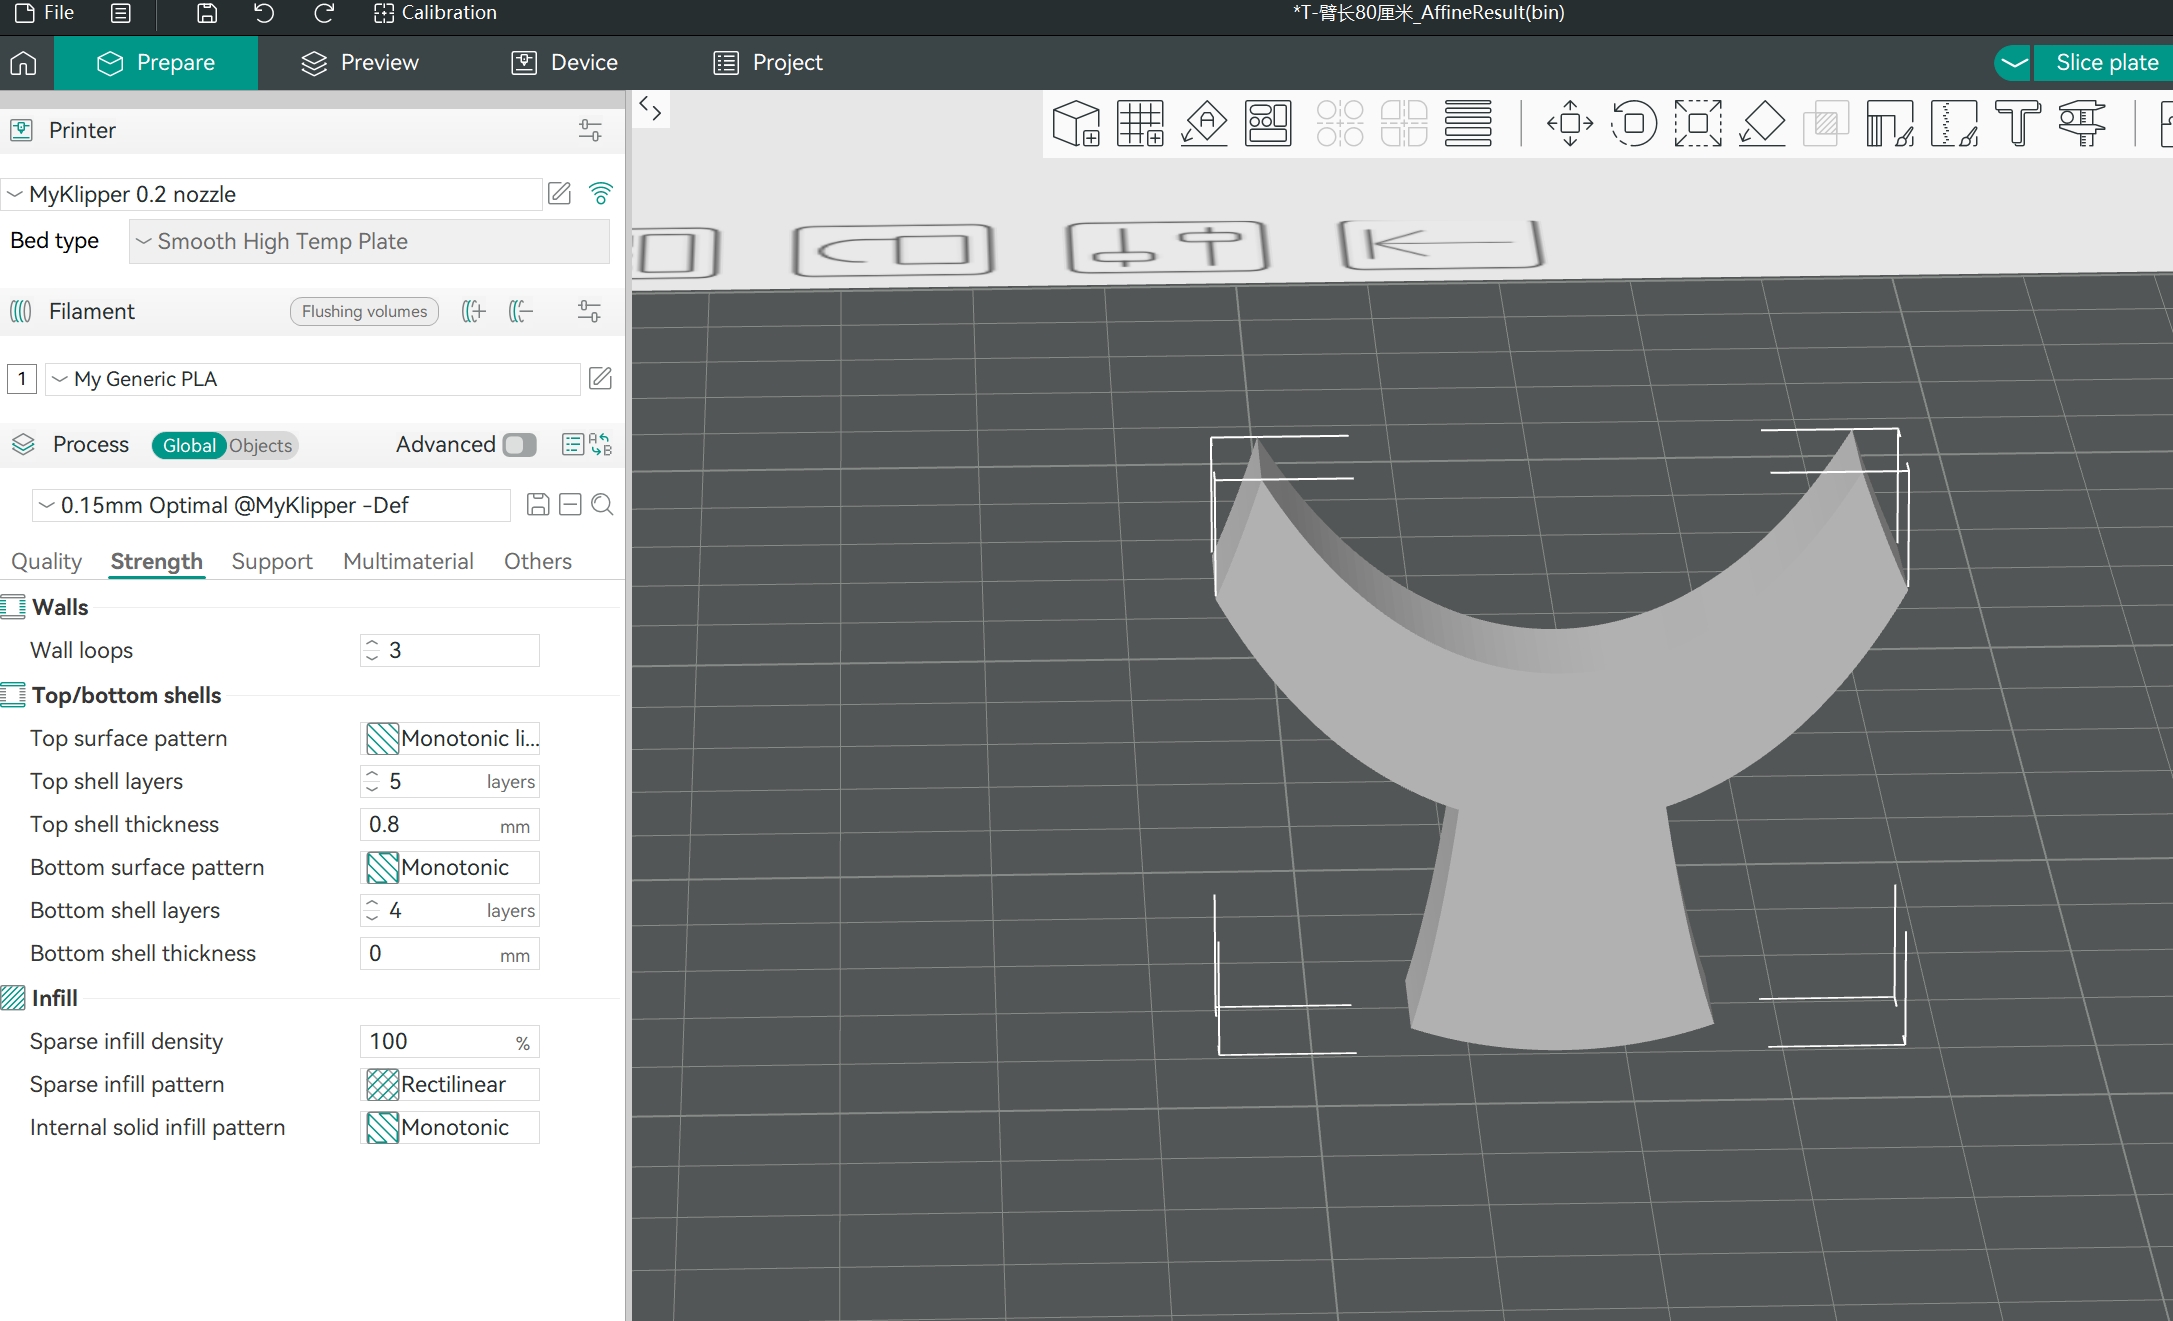 File
Calibration
*T-臂长80厘米_AffineResult(bin)
Prepare
Preview
Device
Project
Slice plate
Printer
MyKlipper 0.2 nozzle
Bed type
Smooth High Temp Plate
Filament
Flushing volumes
1
My Generic PLA
Process
Global
Objects
Advanced
A
B
0.15mm Optimal @MyKlipper -Def
Quality
Strength
Support
Multimaterial
Others
Walls
Wall loops
3
Top/bottom shells
Top surface pattern
Monotonic li...
Top shell layers
5 layers
Top shell thickness
0.8 mm
Bottom surface pattern
Monotonic
Bottom shell layers
4 layers
Bottom shell thickness
0 mm
Infill
Sparse infill density
100 %
Sparse infill pattern
Rectilinear
Internal solid infill pattern
Monotonic